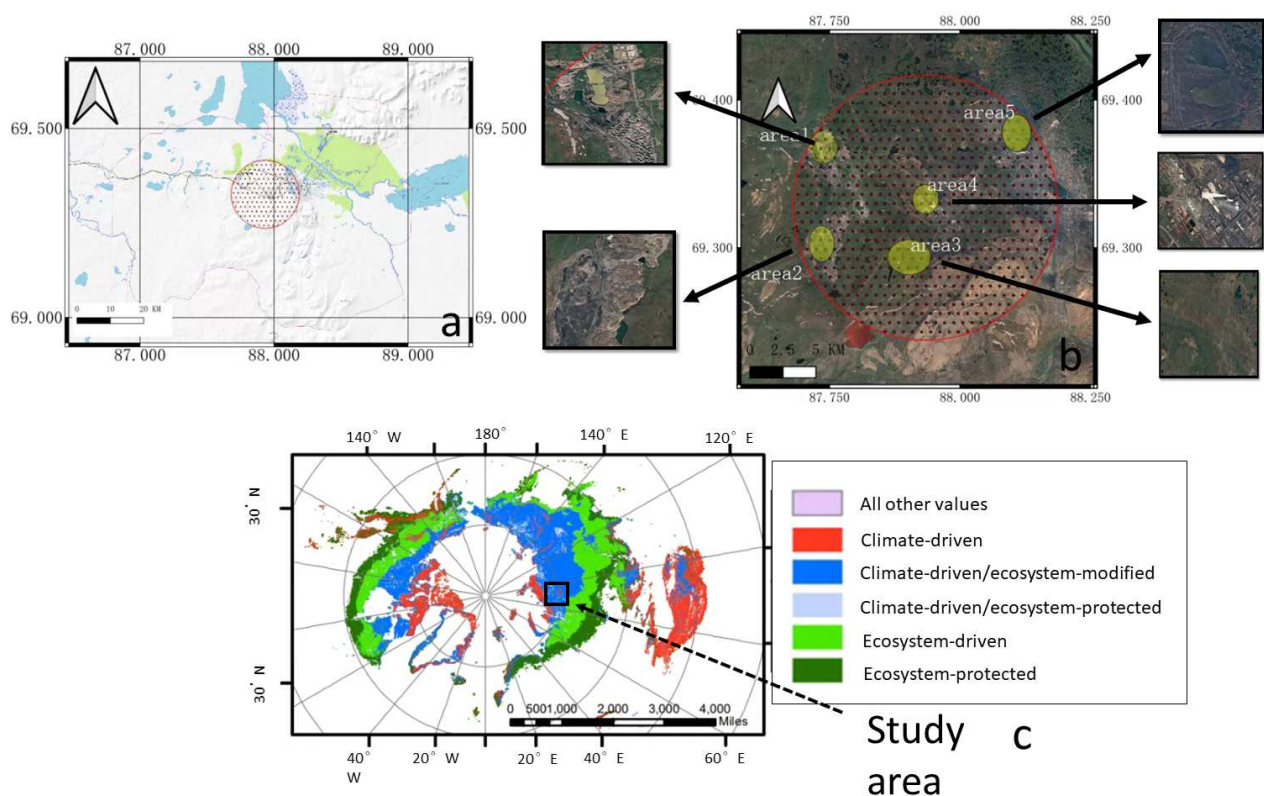 87.000 88.000 89.000
69.500 69.500
69.000 69.000
0 10 20 KM
a
87.000 88.000 89.000
87.750 88.000 88.250
69.400 69.400
area1
area5
area4
area3
69.300 69.300
area2
0 2.5 5 KM
b
87.750 88.000 88.250
140° W 180° 140° E 120° E
30° N
30° N
0 5001,000 2,000 3,000 4,000
Miles
40° W 20° W 20° E 40° E 60° E
All other values
Climate-driven
Climate-driven/ecosystem-modified
Climate-driven/ecosystem-protected
Ecosystem-driven
Ecosystem-protected
Study
area
c